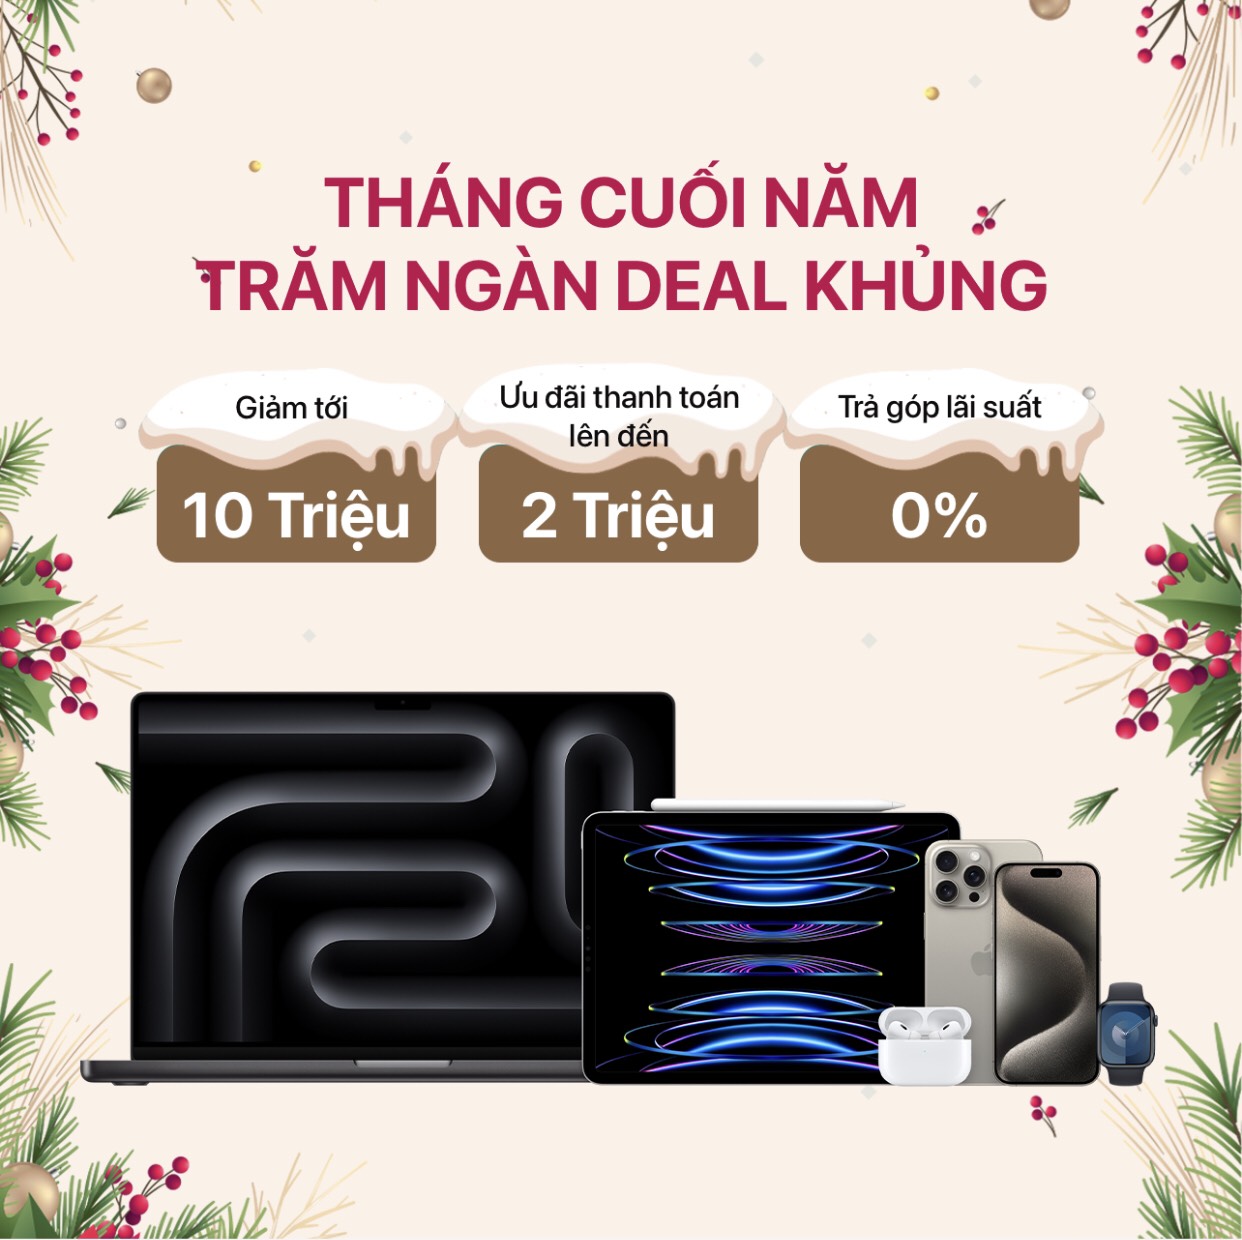 THÁNG CUỐI NĂM
TRĂM NGÀN DEAL KHỦNG
Giảm tới
10 Triệu
Ưu đãi thanh toán
lên đến
2 Triệu
Trả góp lãi suất
0%